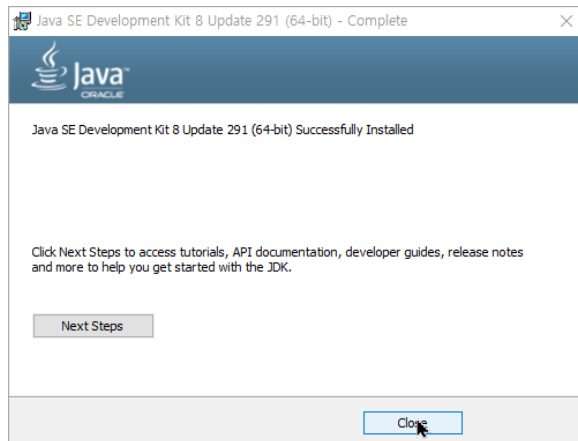 Java SE Development Kit 8 Update 291 (64-bit) - Complete
Java™
ORACLE
Java SE Development Kit 8 Update 291 (64-bit) Successfully Installed
Click Next Steps to access tutorials, API documentation, developer guides, release notes
and more to help you get started with the JDK.
Next Steps
Close